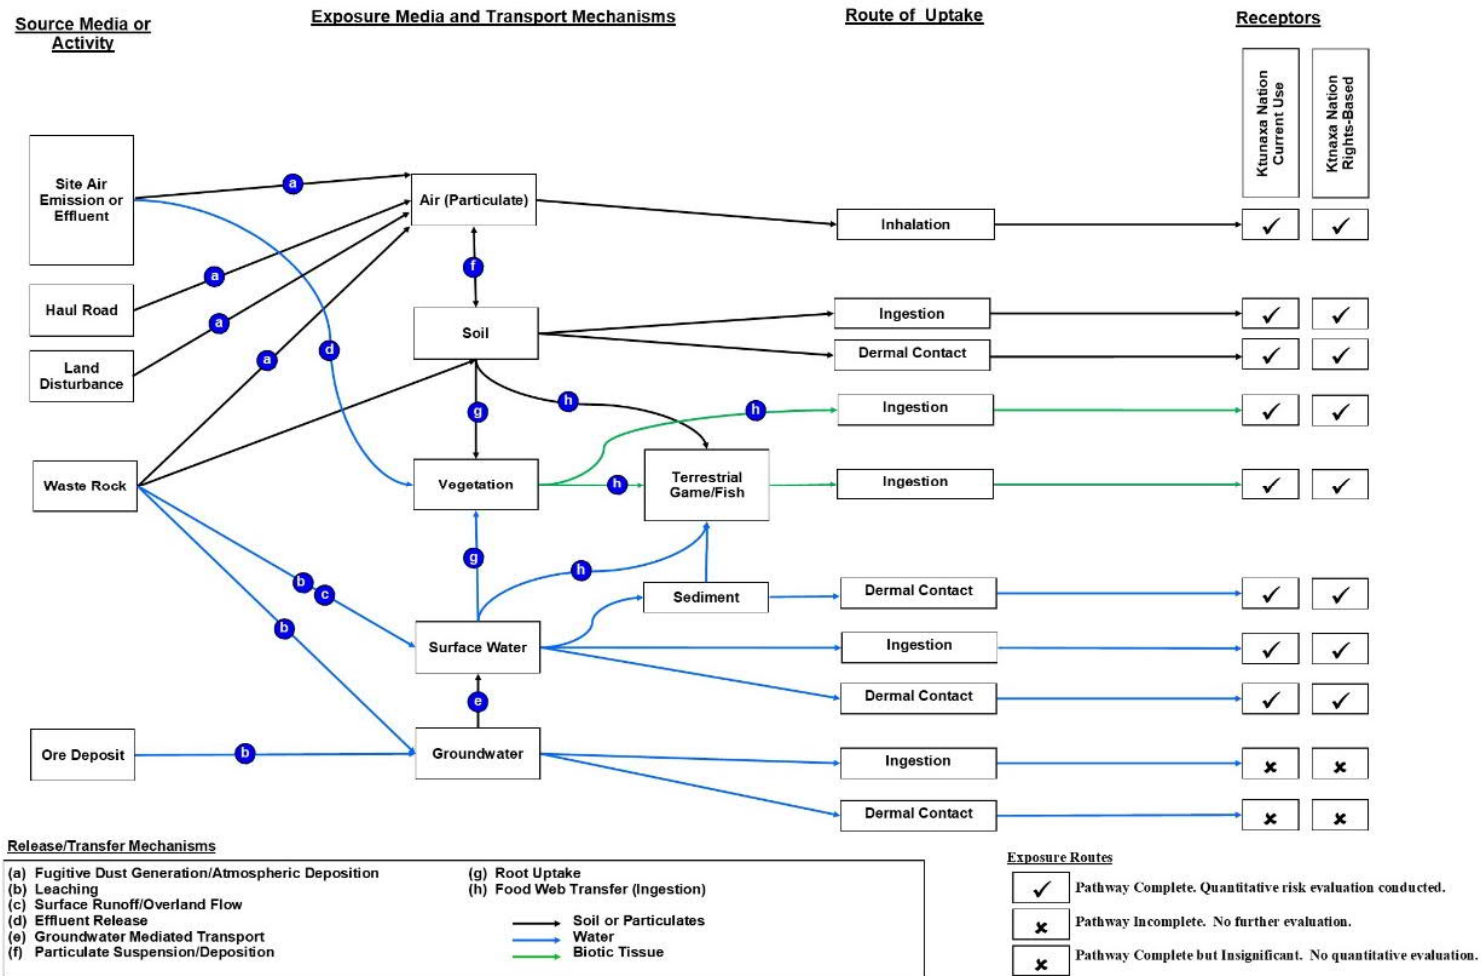 Source Media or
Activity
Exposure Media and Transport Mechanisms
Route of Uptake
Receptors
Ktunaxa Nation
Current Use
Ktnaxa Nation
Rights-Based
Site Air
Emission or
Effluent
a
Air (Particulate)
Inhalation
✓
✓
a
f
Haul Road
a
Soil
Ingestion
✓
✓
Land
Disturbance
a
d
Dermal Contact
✓
✓
g
h
h
Ingestion
✓
✓
Waste Rock
Vegetation
h
Terrestrial
Game/Fish
Ingestion
✓
✓
g
h
b
c
Sediment
Dermal Contact
✓
✓
b
Surface Water
Ingestion
✓
✓
e
Dermal Contact
✓
✓
Ore Deposit
b
Groundwater
Ingestion
✘
✘
Dermal Contact
✘
✘
Release/Transfer Mechanisms
(a) Fugitive Dust Generation/Atmospheric Deposition
(b) Leaching
(c) Surface Runoff/Overland Flow
(d) Effluent Release
(e) Groundwater Mediated Transport
(f) Particulate Suspension/Deposition
(g) Root Uptake
(h) Food Web Transfer (Ingestion)
Soil or Particulates
Water
Biotic Tissue
Exposure Routes
✓ Pathway Complete. Quantitative risk evaluation conducted.
✘ Pathway Incomplete. No further evaluation.
✘ Pathway Complete but Insignificant. No quantitative evaluation.